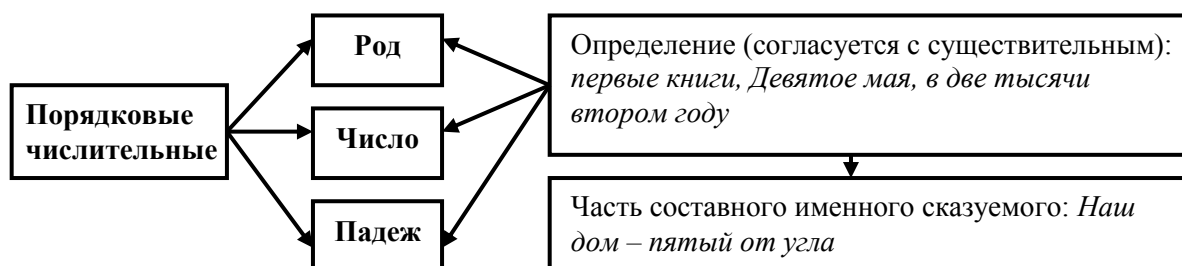 Порядковые
числительные
Род
Число
Падеж
Определение (согласуется с существительным):
первые книги, Девятое мая, в две тысячи
втором году
Часть составного именного сказуемого: Наш
дом – пятый от угла